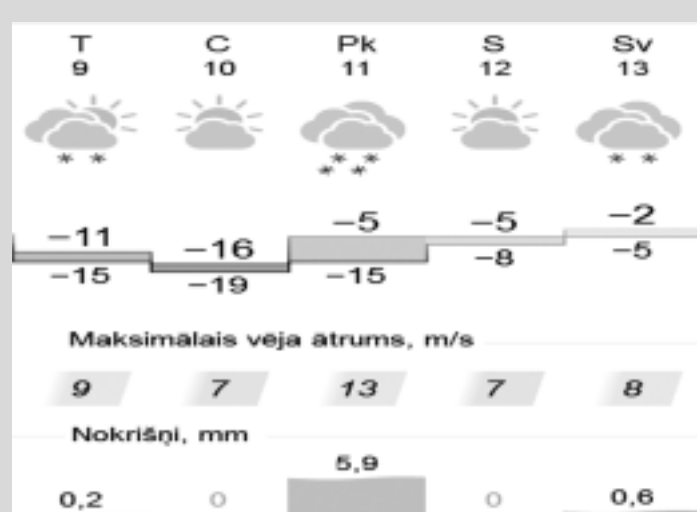 T C Pk S Sv
9 10 11 12 13
−11 −16 −5 −5 −2
−15 −19 −15 −8 −5
Maksimālais vēja ātrums, m/s
9 7 13 7 8
Nokrišņi, mm
0,2 0 5,9 0 0,6